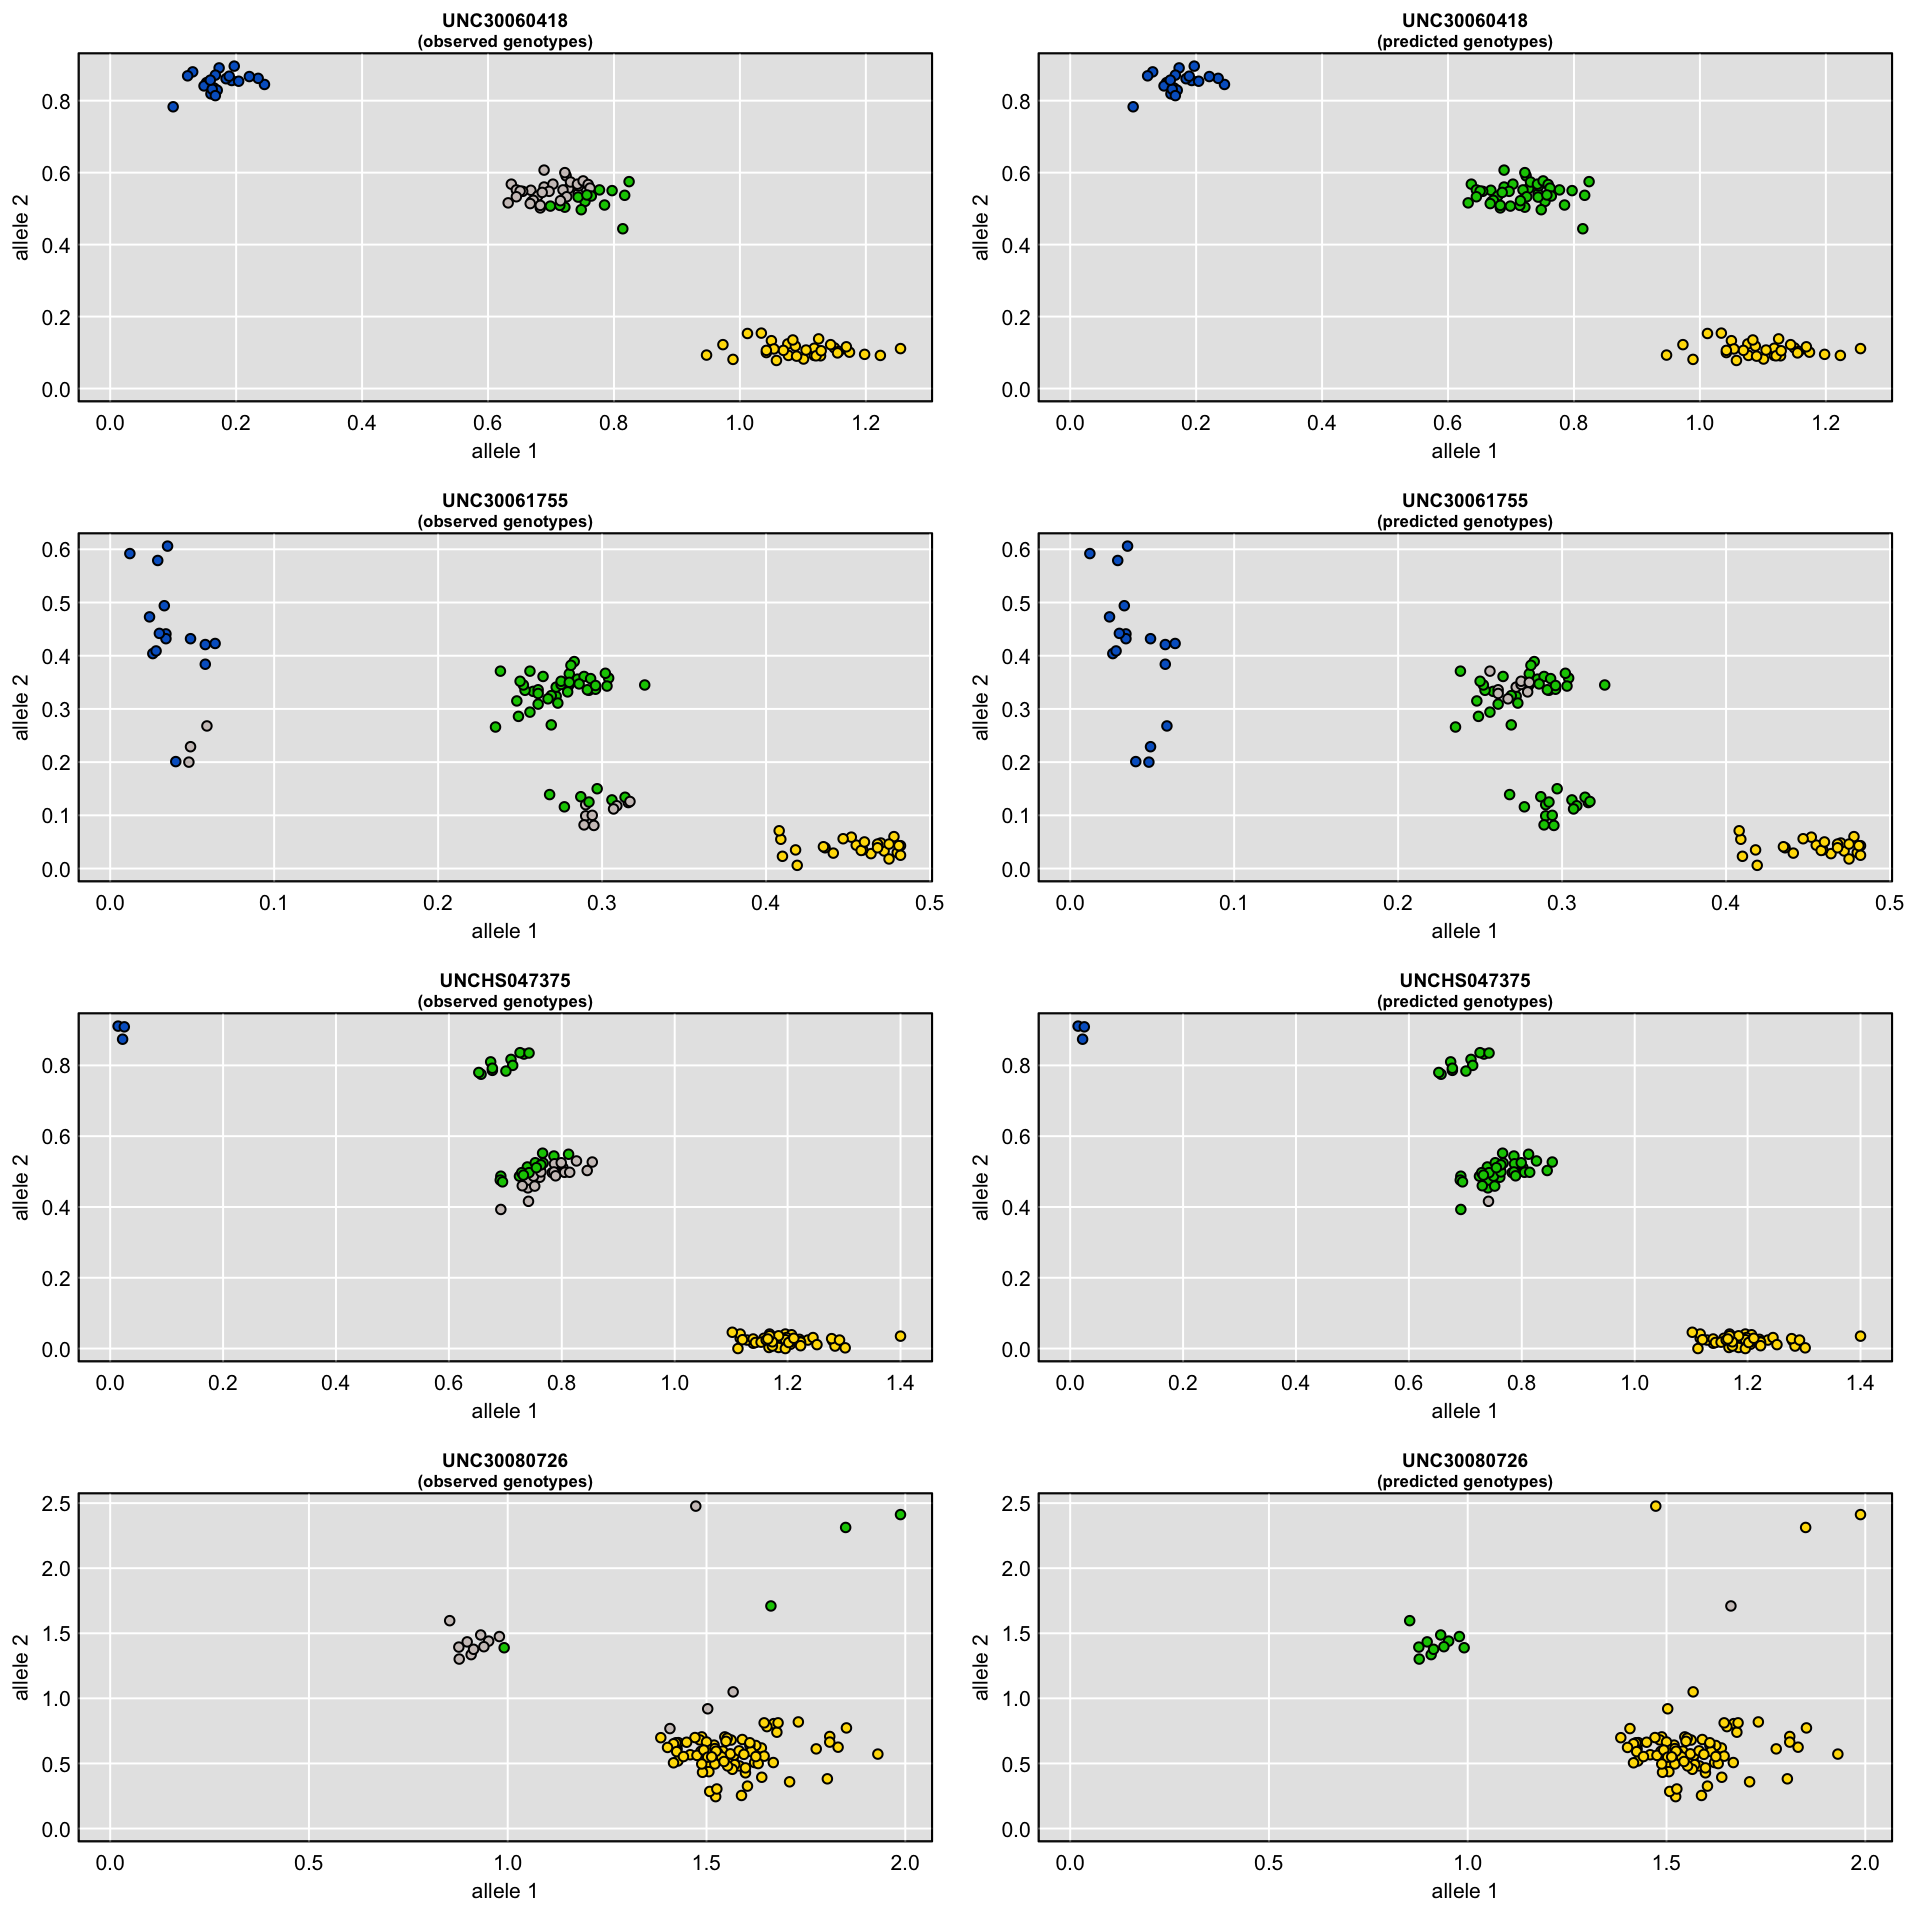 UNC30060418
(observed genotypes)
allele 2
0.8
0.6
0.4
0.2
0.0
0.0 0.2 0.4 0.6 0.8 1.0 1.2
allele 1
UNC30060418
(predicted genotypes)
allele 2
0.8
0.6
0.4
0.2
0.0
0.0 0.2 0.4 0.6 0.8 1.0 1.2
allele 1
UNC30061755
(observed genotypes)
allele 2
0.6
0.5
0.4
0.3
0.2
0.1
0.0
0.0 0.1 0.2 0.3 0.4 0.5
allele 1
UNC30061755
(predicted genotypes)
allele 2
0.6
0.5
0.4
0.3
0.2
0.1
0.0
0.0 0.1 0.2 0.3 0.4 0.5
allele 1
UNCHS047375
(observed genotypes)
allele 2
0.8
0.6
0.4
0.2
0.0
0.0 0.2 0.4 0.6 0.8 1.0 1.2 1.4
allele 1
UNCHS047375
(predicted genotypes)
allele 2
0.8
0.6
0.4
0.2
0.0
0.0 0.2 0.4 0.6 0.8 1.0 1.2 1.4
allele 1
UNC30080726
(observed genotypes)
allele 2
2.5
2.0
1.5
1.0
0.5
0.0
0.0 0.5 1.0 1.5 2.0
allele 1
UNC30080726
(predicted genotypes)
allele 2
2.5
2.0
1.5
1.0
0.5
0.0
0.0 0.5 1.0 1.5 2.0
allele 1